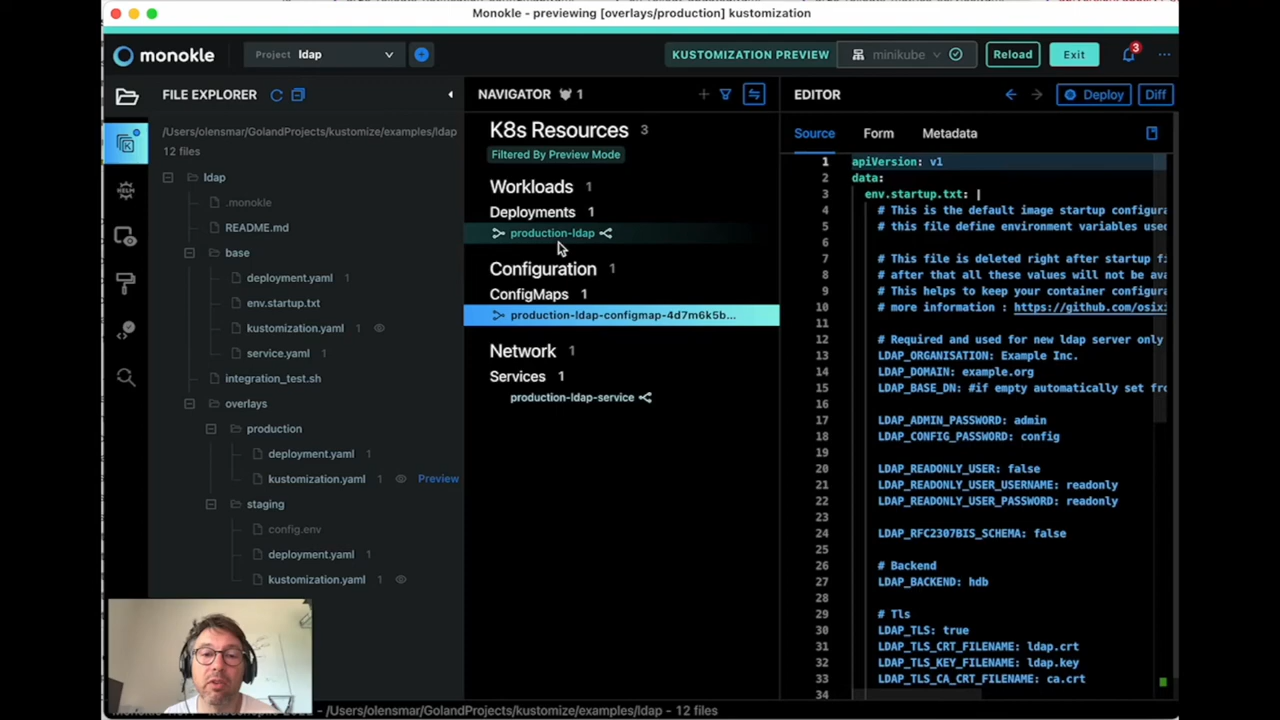 Monokle - previewing [overlays/production] kustomization
monokle
Project ldap
KUSTOMIZATION PREVIEW
minikube
Reload
Exit
3
FILE EXPLORER
/Users/olensmar/GolandProjects/kustomize/examples/ldap
12 files
ldap
.monokle
README.md
base
deployment.yaml 1
env.startup.txt
kustomization.yaml 1
service.yaml 1
integration_test.sh
overlays
production
deployment.yaml 1
kustomization.yaml 1 Preview
staging
config.env
deployment.yaml 1
kustomization.yaml 1
HELM
NAVIGATOR 1
K8s Resources 3
Filtered By Preview Mode
Workloads 1
Deployments 1
production-ldap
Configuration 1
ConfigMaps 1
production-ldap-configmap-4d7m6k5b...
Network 1
Services 1
production-ldap-service
EDITOR
Deploy
Diff
Source Form Metadata
1 apiVersion: v1
2 data:
3 env.startup.txt: |
4 # This is the default image startup configura
5 # this file define environment variables used
6
7 # This file is deleted right after startup fi
8 # after that all these values will not be ava
9 # This helps to keep your container configura
10 # more information : https://github.com/osixi
11
12 # Required and used for new ldap server only
13 LDAP_ORGANISATION: Example Inc.
14 LDAP_DOMAIN: example.org
15 LDAP_BASE_DN: #if empty automatically set fro
16
17 LDAP_ADMIN_PASSWORD: admin
18 LDAP_CONFIG_PASSWORD: config
19
20 LDAP_READONLY_USER: false
21 LDAP_READONLY_USER_USERNAME: readonly
22 LDAP_READONLY_USER_PASSWORD: readonly
23
24 LDAP_RFC2307BIS_SCHEMA: false
25
26 # Backend
27 LDAP_BACKEND: hdb
28
29 # Tls
30 LDAP_TLS: true
31 LDAP_TLS_CRT_FILENAME: ldap.crt
32 LDAP_TLS_KEY_FILENAME: ldap.key
33 LDAP_TLS_CA_CRT_FILENAME: ca.crt
34
- /Users/olensmar/GolandProjects/kustomize/examples/ldap - 12 files